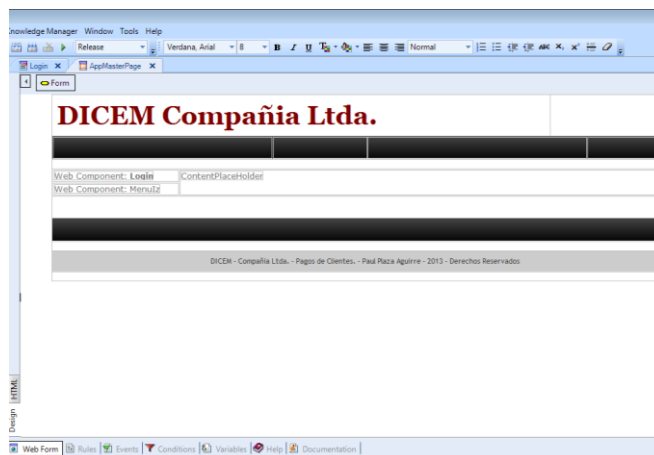 Knowledge Manager Window Tools Help
Release Verdana, Arial 8 B I U Normal
Login X AppMasterPage X
Form
DICEM Compañia Ltda.
Web Component: Login ContentPlaceHolder
Web Component: MenuIz
DICEM - Compañia Ltda. - Pagos de Clientes. - Paul Plaza Aguirre - 2013 - Derechos Reservados
HTML
Design
Web Form Rules Events Conditions Variables Help Documentation